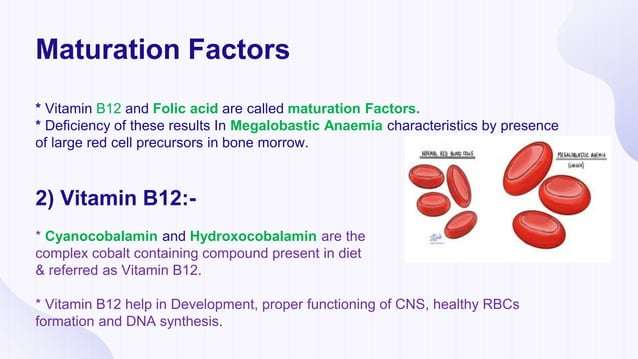 Maturation Factors
* Vitamin B12 and Folic acid are called maturation Factors.
* Deficiency of these results In Megalobastic Anaemia characteristics by presence
of large red cell precursors in bone morrow.
NORMAL RED BLOOD CELLS
MEGALOBLASTIC ANEMIA
2) Vitamin B12:-
* Cyanocobalamin and Hydroxocobalamin are the
complex cobalt containing compound present in diet
& referred as Vitamin B12.
* Vitamin B12 help in Development, proper functioning of CNS, healthy RBCs
formation and DNA synthesis.